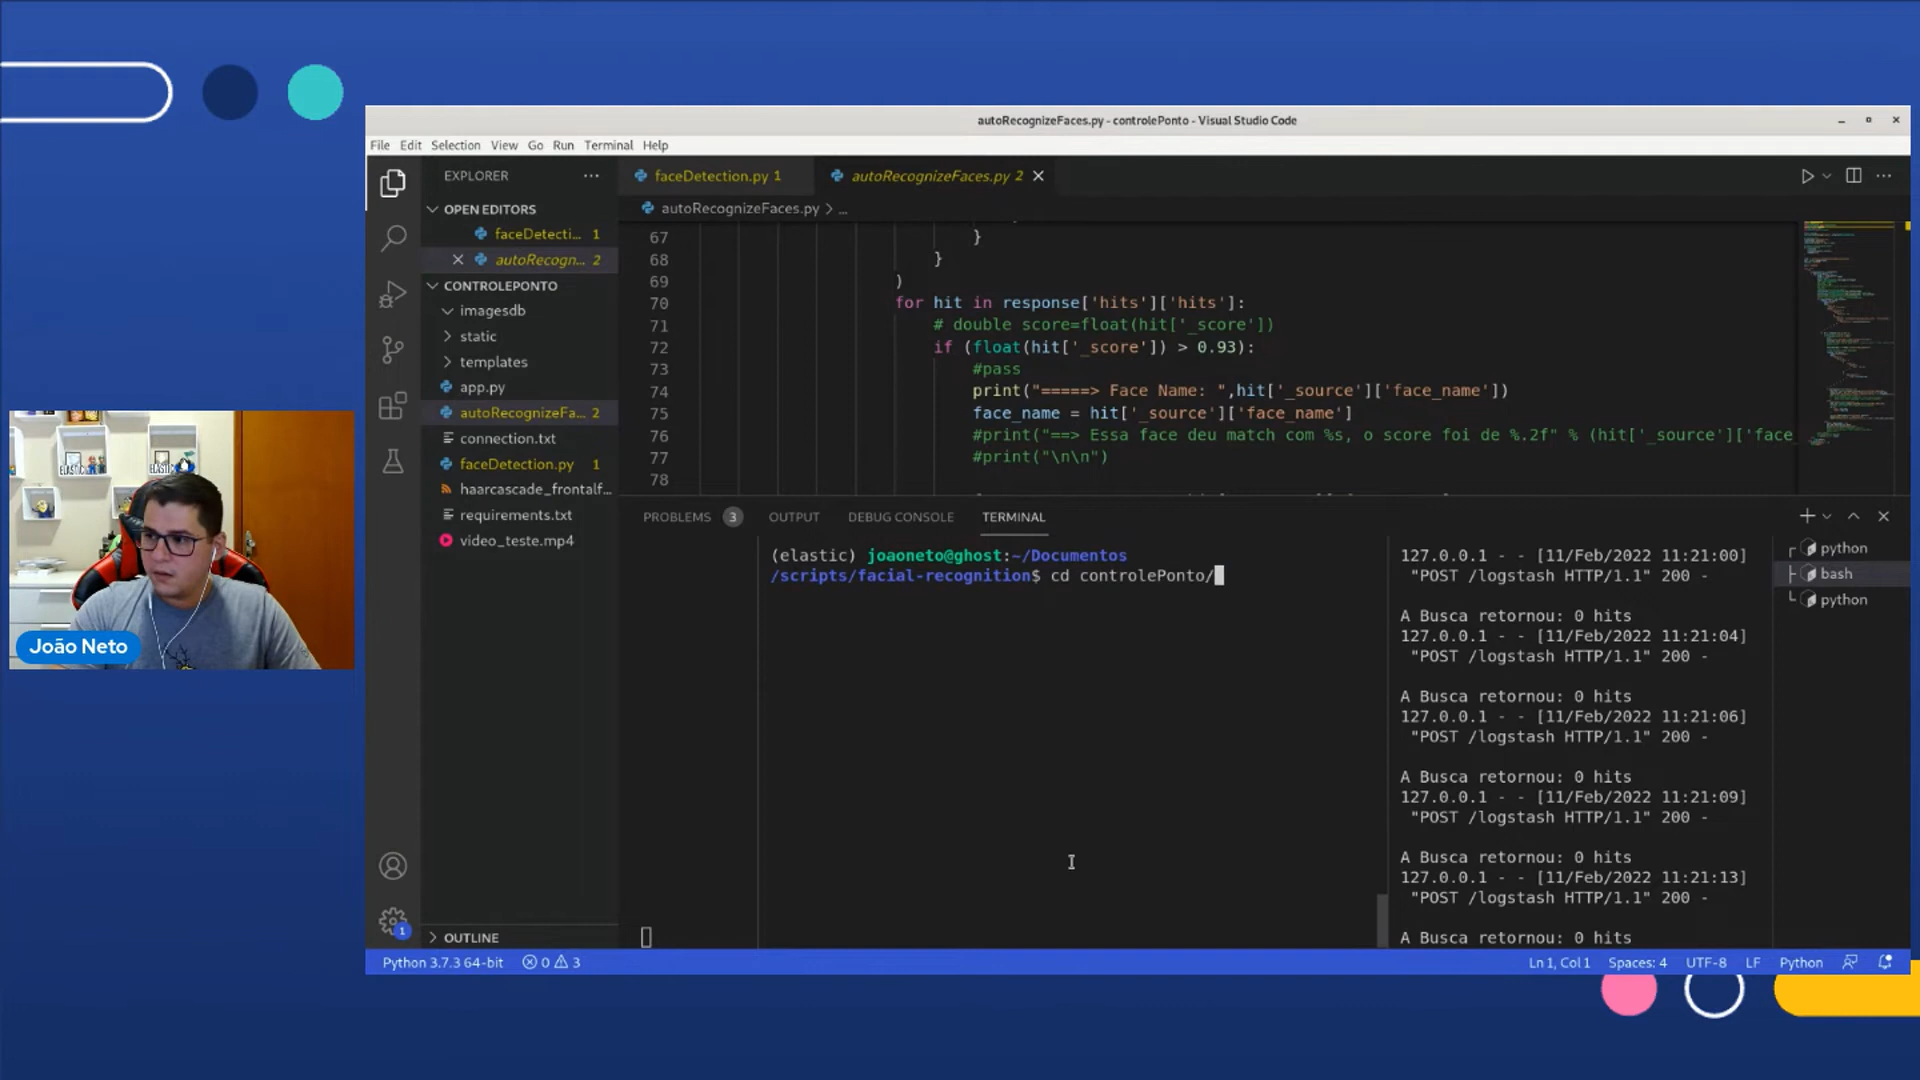 autoRecognizeFaces.py - controlePonto - Visual Studio Code
File Edit Selection View Go Run Terminal Help
EXPLORER
OPEN EDITORS
faceDetecti... 1
autoRecogn... 2
CONTROLEPONTO
imagesdb
static
templates
app.py
autoRecognizeFa... 2
connection.txt
faceDetection.py 1
haarcascade_frontalf...
requirements.txt
video_teste.mp4
OUTLINE
faceDetection.py 1
autoRecognizeFaces.py 2
autoRecognizeFaces.py > ...
67 }
68 }
69 )
70 for hit in response['hits']['hits']:
71 # double score=float(hit['_score'])
72 if (float(hit['_score']) > 0.93):
73 #pass
74 print("=====> Face Name: ",hit['_source']['face_name'])
75 face_name = hit['_source']['face_name']
76 #print("==> Essa face deu match com %s, o score foi de %.2f" % (hit['_source']['face_
77 #print("\n\n")
78
PROBLEMS 3 OUTPUT DEBUG CONSOLE TERMINAL
(elastic) joaoneto@ghost:~/Documentos
/scripts/facial-recognition$ cd controlePonto/
127.0.0.1 - - [11/Feb/2022 11:21:00]
"POST /logstash HTTP/1.1" 200 -
A Busca retornou: 0 hits
127.0.0.1 - - [11/Feb/2022 11:21:04]
"POST /logstash HTTP/1.1" 200 -
A Busca retornou: 0 hits
127.0.0.1 - - [11/Feb/2022 11:21:06]
"POST /logstash HTTP/1.1" 200 -
A Busca retornou: 0 hits
127.0.0.1 - - [11/Feb/2022 11:21:09]
"POST /logstash HTTP/1.1" 200 -
A Busca retornou: 0 hits
127.0.0.1 - - [11/Feb/2022 11:21:13]
"POST /logstash HTTP/1.1" 200 -
A Busca retornou: 0 hits
python
bash
python
1
Python 3.7.3 64-bit 0 3
Ln 1, Col 1 Spaces: 4 UTF-8 LF Python
ELASTIC
ELASTIC
João Neto